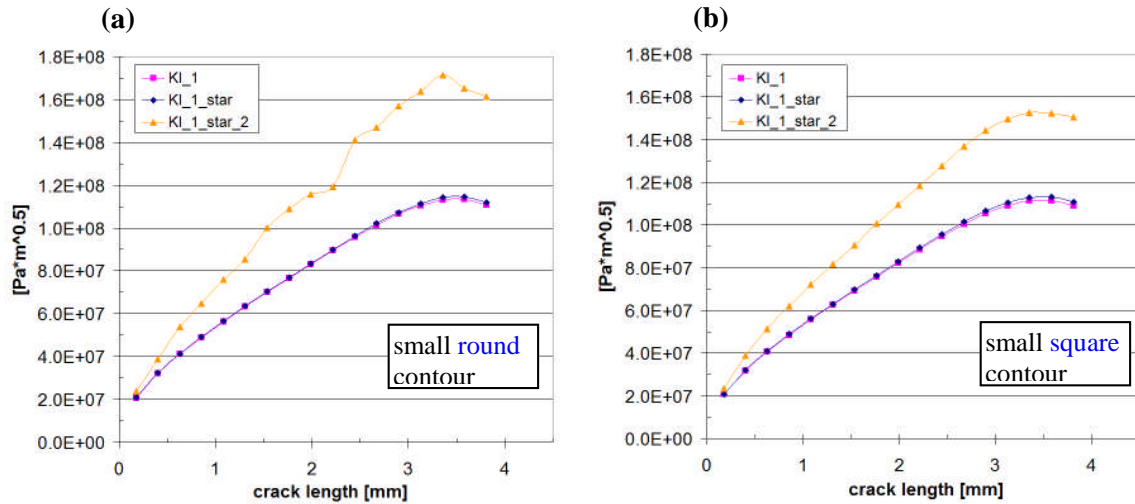 (a)
1.8E+08
1.6E+08
1.4E+08
1.2E+08
1.0E+08
8.0E+07
6.0E+07
4.0E+07
2.0E+07
0.0E+00
[Pa*m^0.5]
KI_1
KI_1_star
KI_1_star_2
small round
contour
0 1 2 3 4
crack length [mm]
(b)
1.8E+08
1.6E+08
1.4E+08
1.2E+08
1.0E+08
8.0E+07
6.0E+07
4.0E+07
2.0E+07
0.0E+00
[Pa*m^0.5]
KI_1
KI_1_star
KI_1_star_2
small square
contour
0 1 2 3 4
crack length [mm]